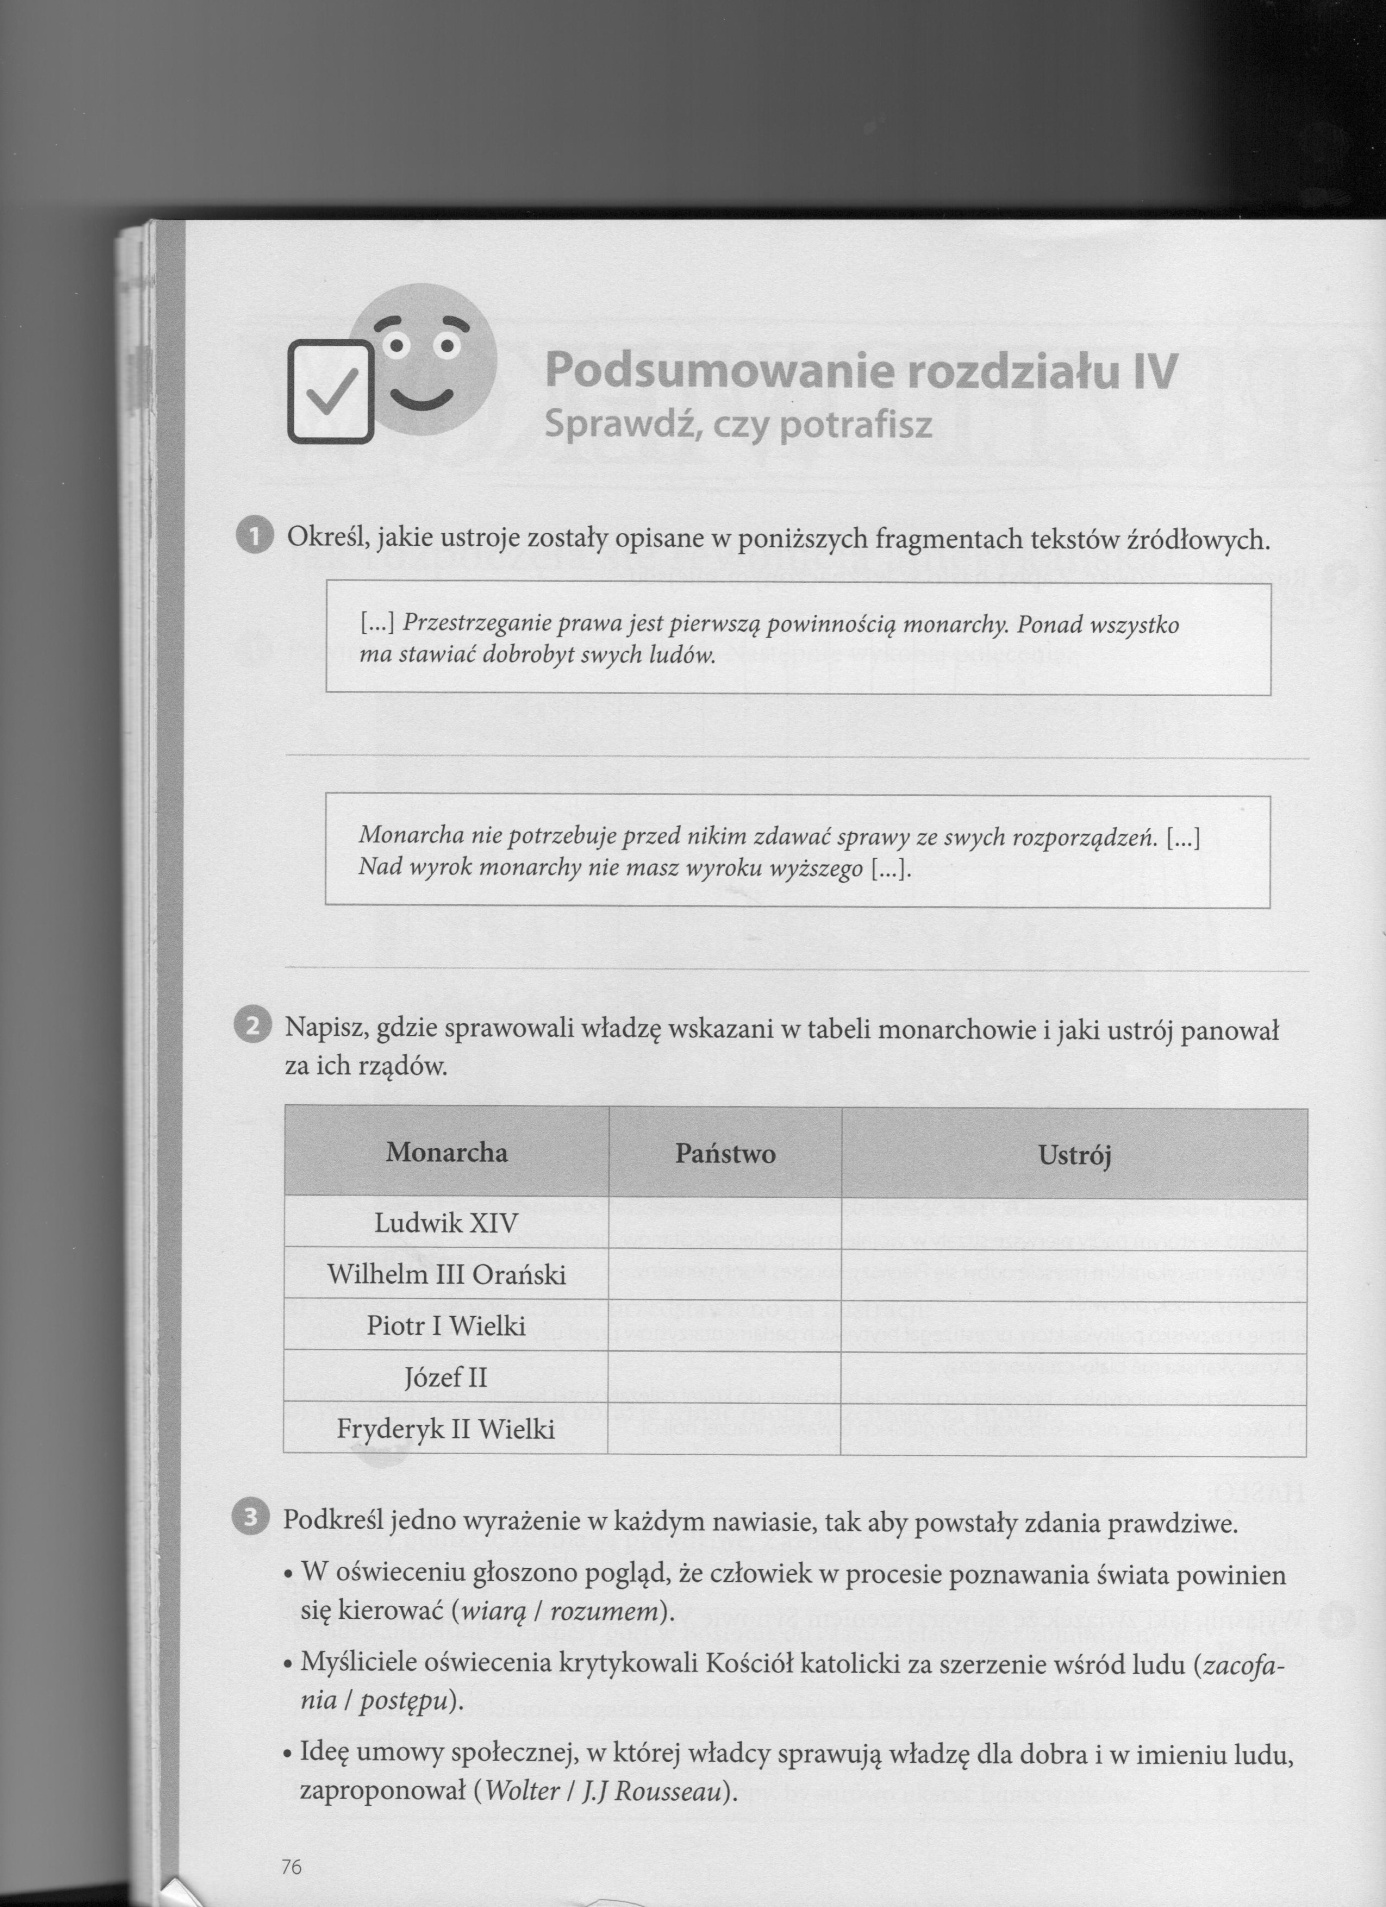 Podsumowanie rozdziału IV
Sprawdź, czy potrafisz
1 Określ, jakie ustroje zostały opisane w poniższych fragmentach tekstów źródłowych.
[...] Przestrzeganie prawa jest pierwszą powinnością monarchy. Ponad wszystko
ma stawiać dobrobyt swych ludów.
Monarcha nie potrzebuje przed nikim zdawać sprawy ze swych rozporządzeń. [...]
Nad wyrok monarchy nie masz wyroku wyższego [...].
2 Napisz, gdzie sprawowali władzę wskazani w tabeli monarchowie i jaki ustrój panował
za ich rządów.
Monarcha Państwo Ustrój
Ludwik XIV
Wilhelm III Orański
Piotr I Wielki
Józef II
Fryderyk II Wielki
3 Podkreśl jedno wyrażenie w każdym nawiasie, tak aby powstały zdania prawdziwe.
• W oświeceniu głoszono pogląd, że człowiek w procesie poznawania świata powinien
się kierować (wiarą / rozumem).
• Myśliciele oświecenia krytykowali Kościół katolicki za szerzenie wśród ludu (zacofa-
nia / postępu).
• Ideę umowy społecznej, w której władcy sprawują władzę dla dobra i w imieniu ludu,
zaproponował (Wolter / J.J Rousseau).
76